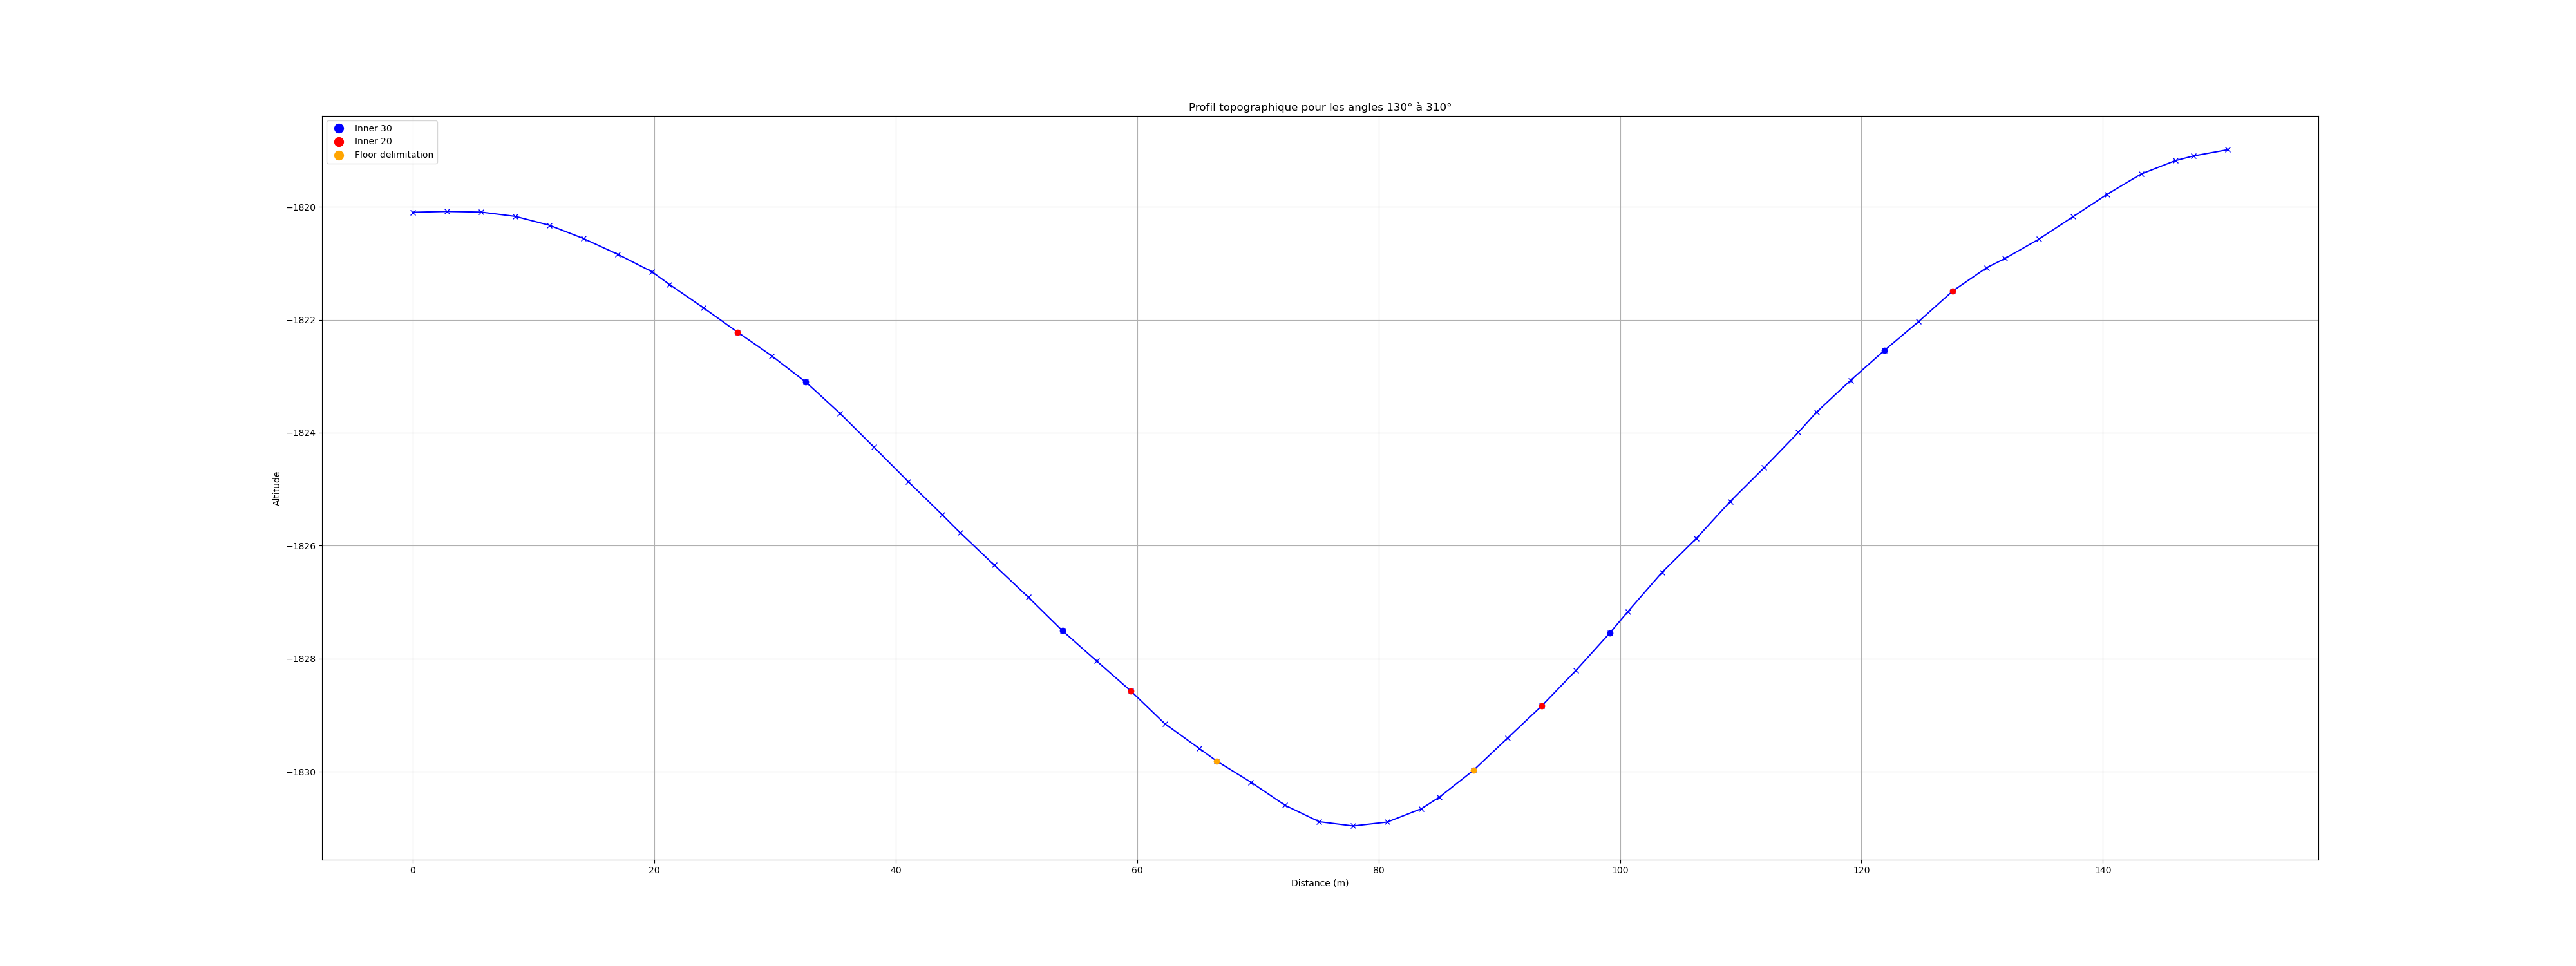 Profil topographique pour les angles 130° à 310°
Inner 30
Inner 20
Floor delimitation
Altitude
−1820
−1822
−1824
−1826
−1828
−1830
0 20 40 60 80 100 120 140
Distance (m)